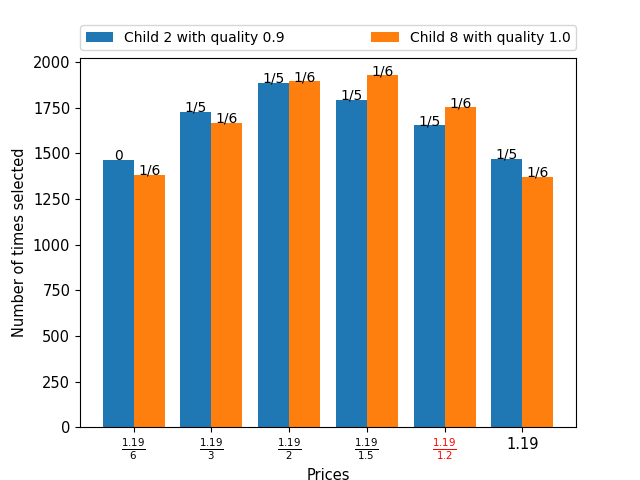 Child 2 with quality 0.9 Child 8 with quality 1.0
2000
1750
1500
1250
1000
750
500
250
0
Number of times selected
0 1/6 1/5 1/6 1/5 1/6 1/5 1/6 1/5 1/6 1/5 1/6
1.19/6 1.19/3 1.19/2 1.19/1.5 1.19/1.2 1.19
Prices